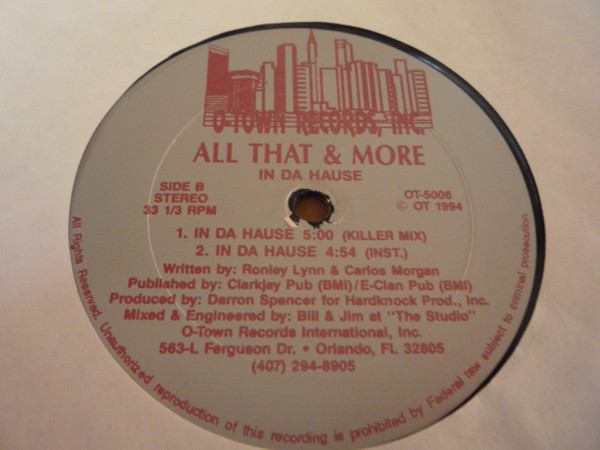 O-TOWN RECORDS, INC.
ALL THAT & MORE
IN DA HAUSE
SIDE B
STEREO
33 1/3 RPM
OT-5006
© OT 1994
1. IN DA HAUSE 5:00 (KILLER MIX)
2. IN DA HAUSE 4:54 (INST.)
Written by: Ronley Lynn & Carlos Morgan
Published by: Clarkjay Pub (BMI)/E-Clan Pub (BMI)
Produced by: Darron Spencer for Hardknock Prod., Inc.
Mixed & Engineered by: Bill & Jim at "The Studio"
O-Town Records International, Inc.
563-L Ferguson Dr. • Orlando, FL 32805
(407) 294-8905
All Rights Reserved. Unauthorized reproduction of this recording is prohibited by Federal law subject to criminal prosecution.